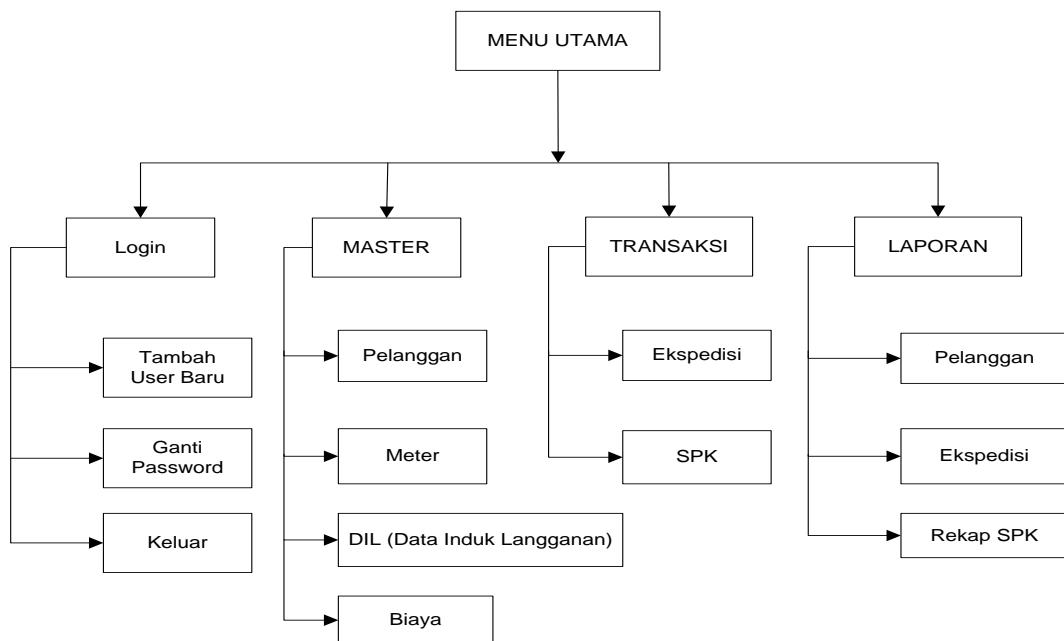 MENU UTAMA
Login
MASTER
TRANSAKSI
LAPORAN
Tambah
User Baru
Pelanggan
Ekspedisi
Pelanggan
Ganti
Password
Meter
SPK
Ekspedisi
Keluar
DIL (Data Induk Langganan)
Rekap SPK
Biaya